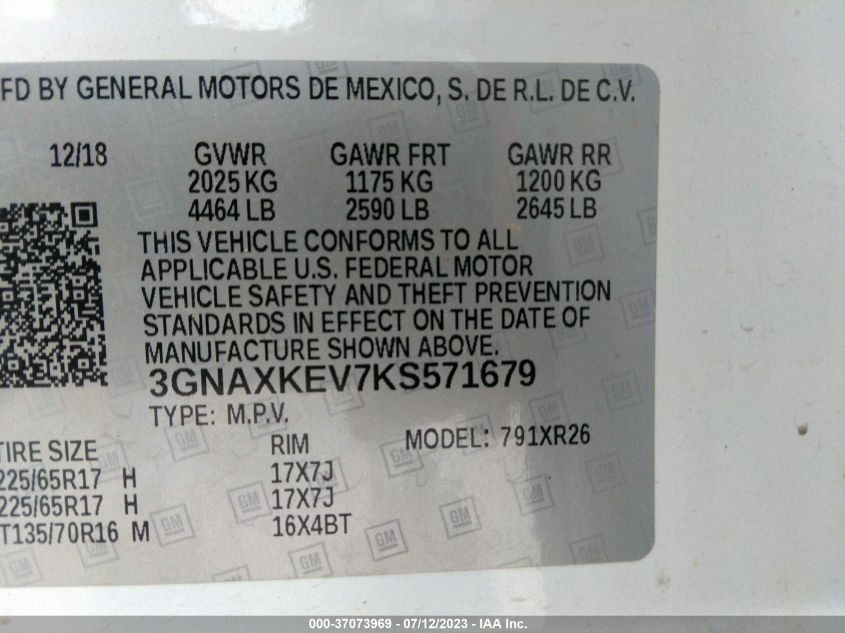 FD BY GENERAL MOTORS DE MEXICO, S. DE R.L. DE C.V.
12/18 GVWR GAWR FRT GAWR RR
2025 KG 1175 KG 1200 KG
4464 LB 2590 LB 2645 LB
THIS VEHICLE CONFORMS TO ALL
APPLICABLE U.S. FEDERAL MOTOR
VEHICLE SAFETY AND THEFT PREVENTION
STANDARDS IN EFFECT ON THE DATE OF
MANUFACTURE SHOWN ABOVE.
3GNAXKEV7KS571679
TYPE: M.P.V.
TIRE SIZE RIM MODEL: 791XR26
225/65R17 H 17X7J
225/65R17 H 17X7J
T135/70R16 M 16X4BT
000-37073969 - 07/12/2023 - IAA Inc.